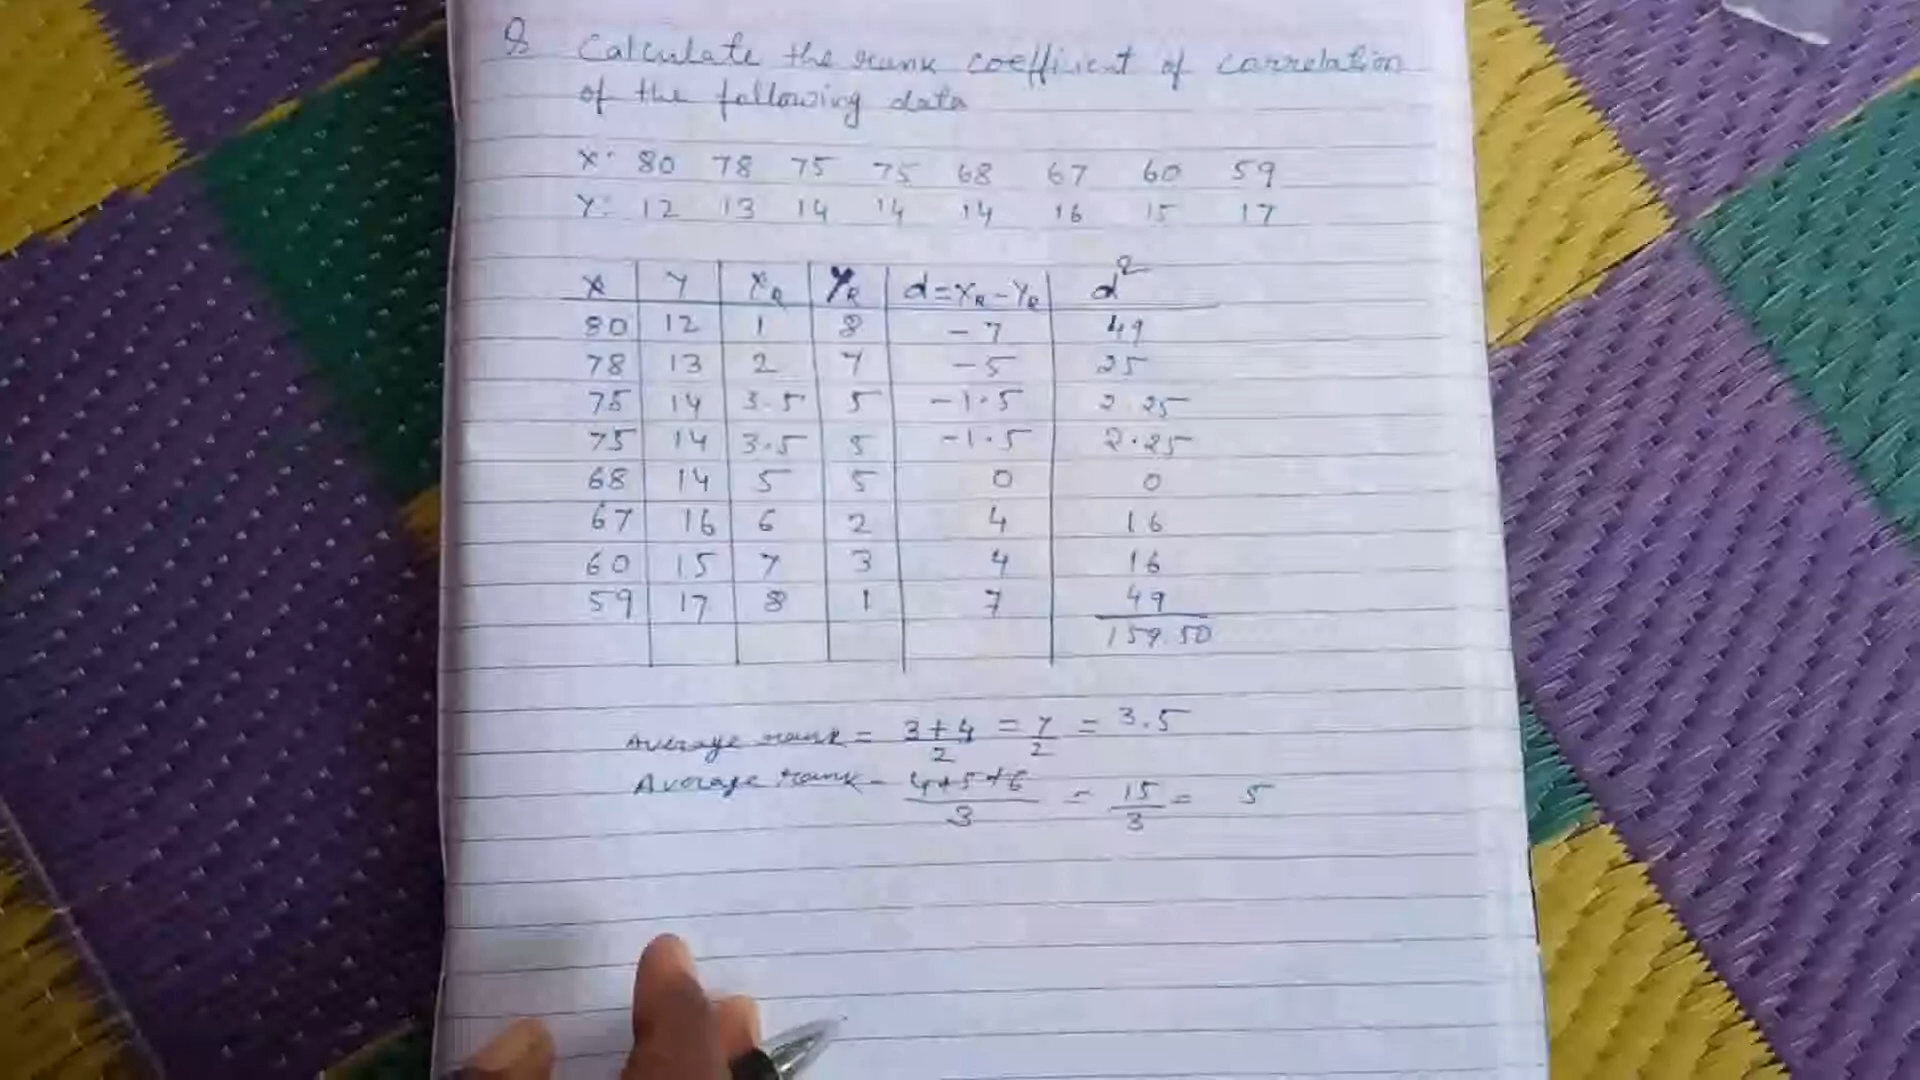 Q Calculate the rank coefficient of correlation
of the following data
X: 80 78 75 75 68 67 60 59
Y: 12 13 14 14 14 16 15 17
X Y XR YR d=XR-YR d²
80 12 1 8 -7 49
78 13 2 7 -5 25
75 14 3.5 5 -1.5 2.25
75 14 3.5 5 -1.5 2.25
68 14 5 5 0 0
67 16 6 2 4 16
60 15 7 3 4 16
59 17 8 1 7 49
159.50
Average rank = 3+4/2 = 7/2 = 3.5
Average rank = 4+5+6/3 = 15/3 = 5